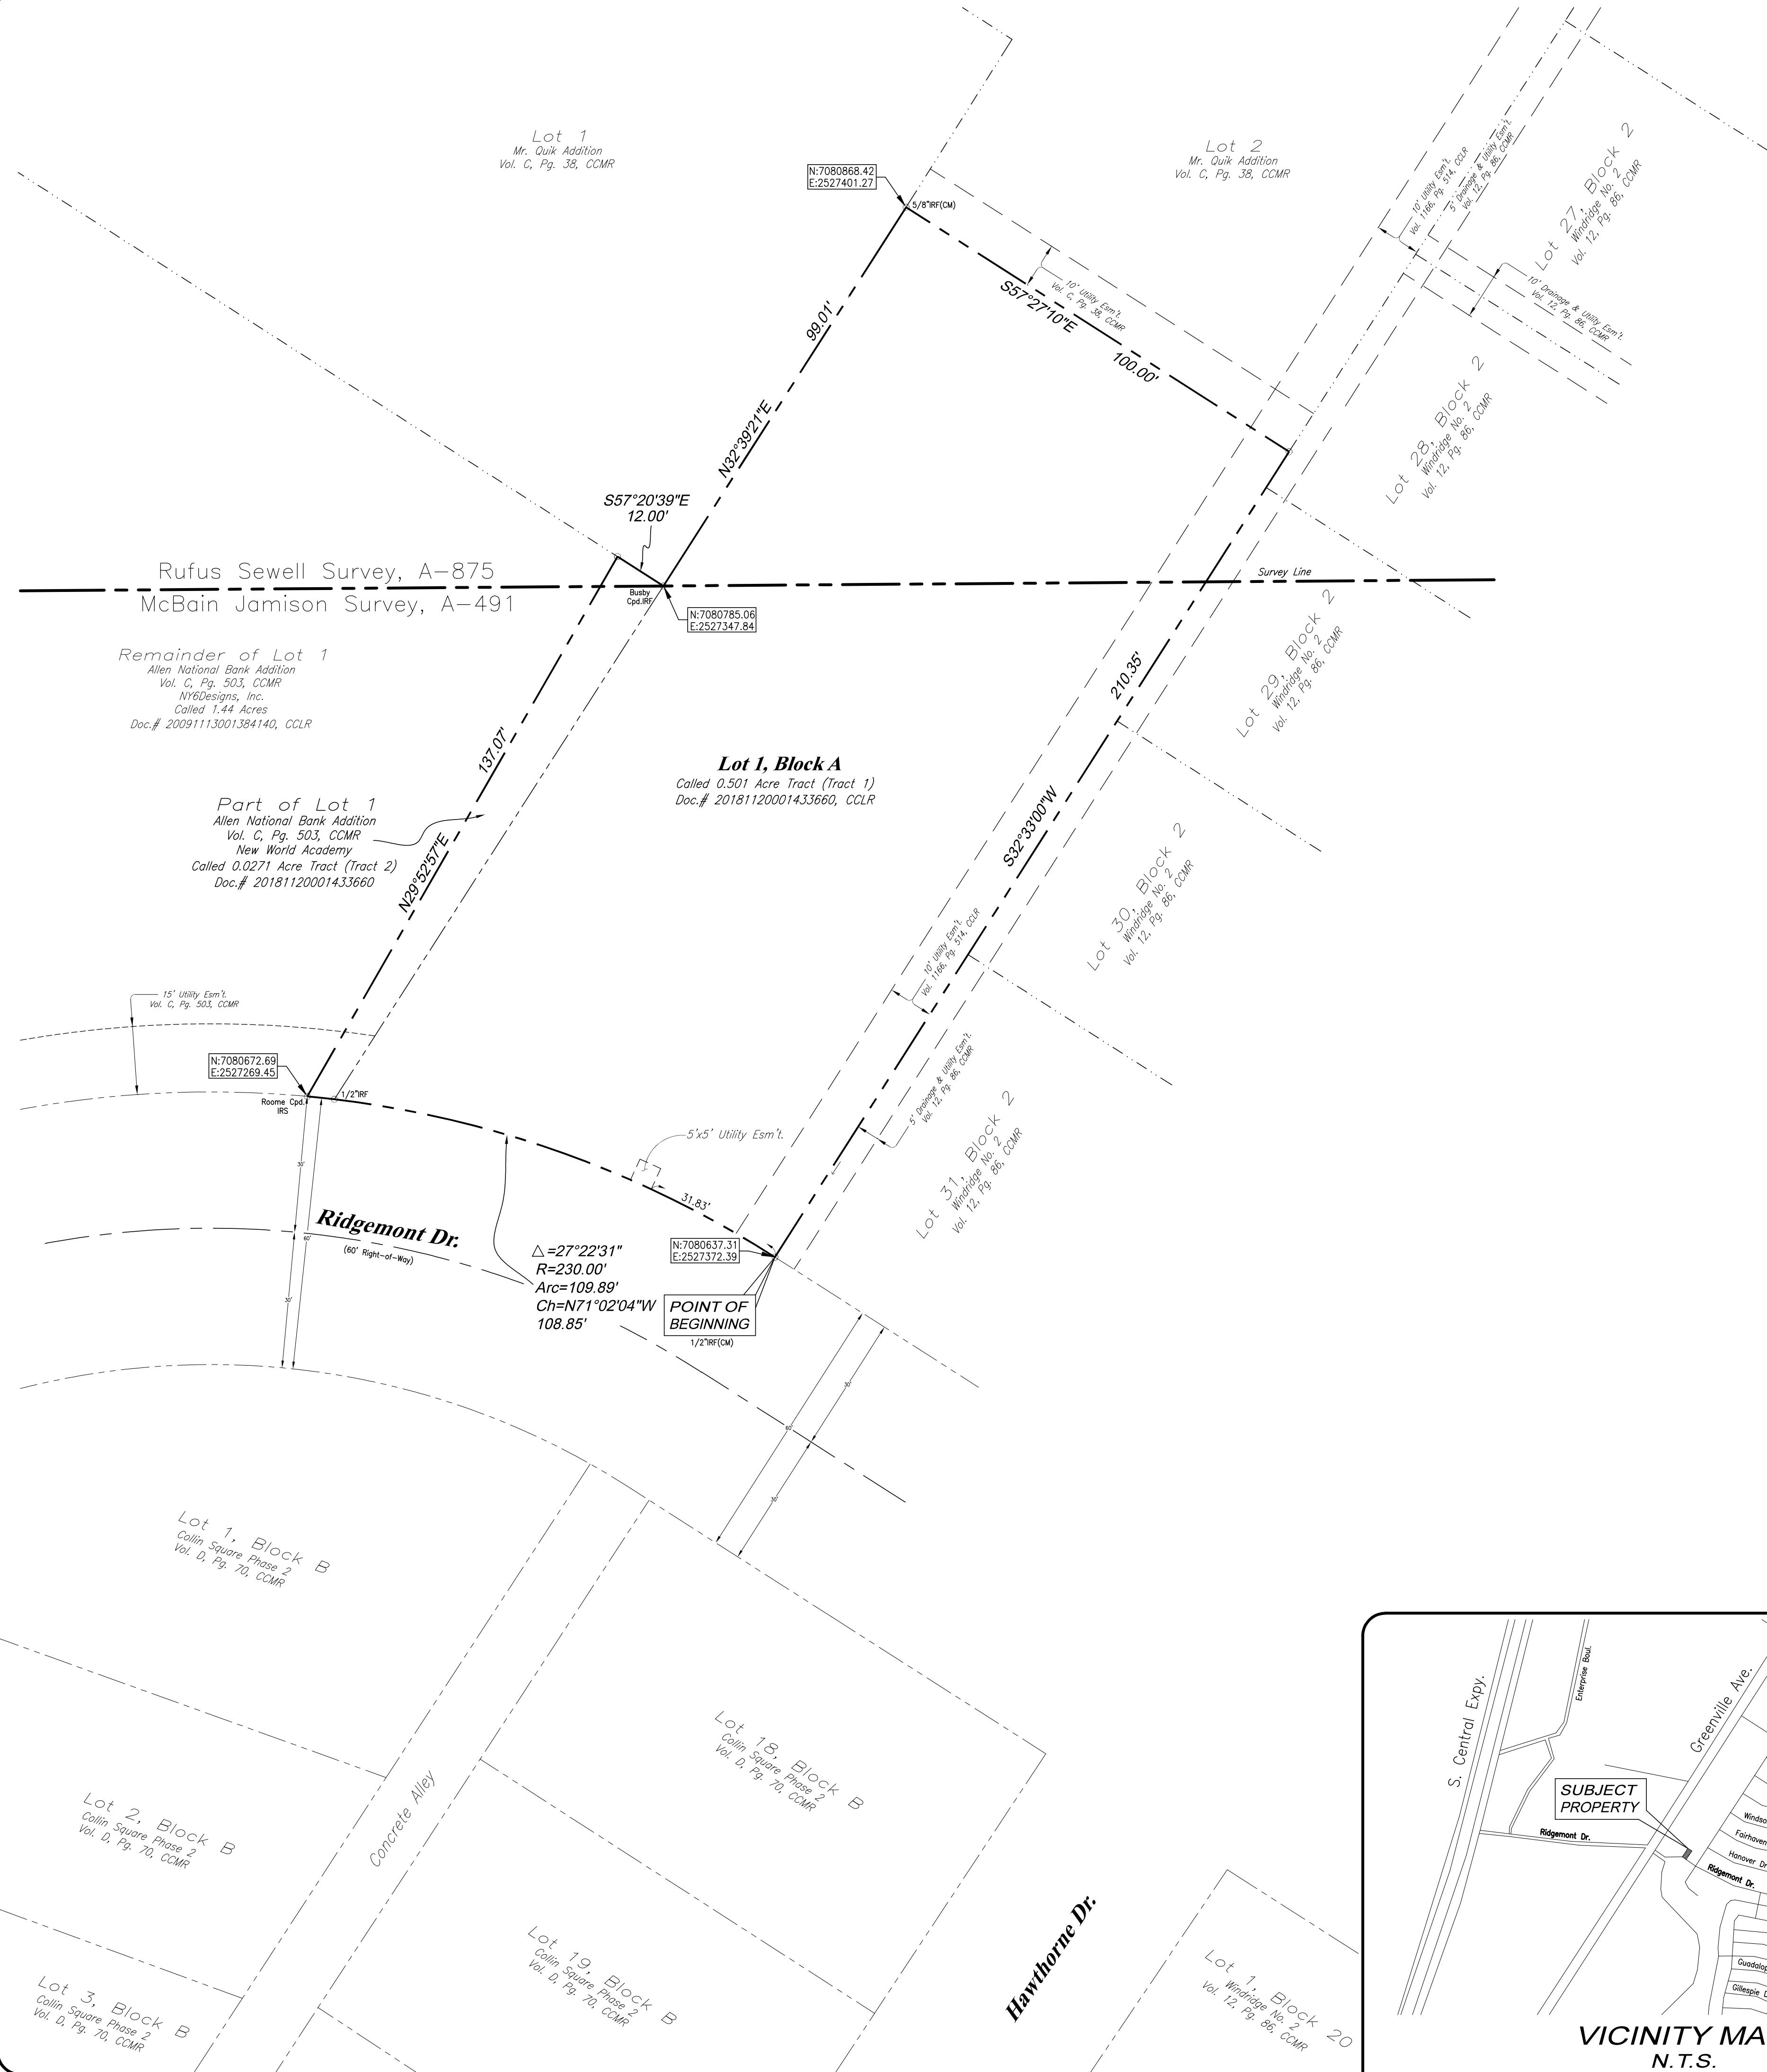 Lot 1
Mr. Quik Addition
Vol. C, Pg. 38, CCMR
Lot 2
Mr. Quik Addition
Vol. C, Pg. 38, CCMR
N:7080868.42
E:2527401.27
5/8"IRF(CM)
10' Utility Esm't.
Vol. 1166, Pg. 514, CCLR
5' Drainage & Utility Esm't.
Vol. 12, Pg. 86, CCMR
Lot 27, Block 2
Windridge No. 2
Vol. 12, Pg. 86, CCMR
10' Drainage & Utility Esm't.
Vol. 12, Pg. 86, CCMR
10' Utility Esm't.
Vol. C, Pg. 38, CCMR
S57°27'10"E
100.00'
99.01'
N32°39'21"E
Lot 28, Block 2
Windridge No. 2
Vol. 12, Pg. 86, CCMR
S57°20'39"E
12.00'
Rufus Sewell Survey, A-875
McBain Jamison Survey, A-491
Survey Line
Busby
Cpd.IRF
N:7080785.06
E:2527347.84
Remainder of Lot 1
Allen National Bank Addition
Vol. C, Pg. 503, CCMR
NY6Designs, Inc.
Called 1.44 Acres
Doc.# 20091113001384140, CCLR
Lot 29, Block 2
Windridge No. 2
Vol. 12, Pg. 86, CCMR
210.35'
S32°33'00"W
137.07'
N29°52'57"E
Lot 1, Block A
Called 0.501 Acre Tract (Tract 1)
Doc.# 20181120001433660, CCLR
Part of Lot 1
Allen National Bank Addition
Vol. C, Pg. 503, CCMR
New World Academy
Called 0.0271 Acre Tract (Tract 2)
Doc.# 20181120001433660
Lot 30, Block 2
Windridge No. 2
Vol. 12, Pg. 86, CCMR
10' Utility Esm't.
Vol. 1166, Pg. 514, CCLR
15' Utility Esm't.
Vol. C, Pg. 503, CCMR
N:7080672.69
E:2527269.45
Roome Cpd.
IRS
1/2"IRF
5' Drainage & Utility Esm't.
Vol. 12, Pg. 86, CCMR
Lot 31, Block 2
Windridge No. 2
Vol. 12, Pg. 86, CCMR
5'x5' Utility Esm't.
31.83'
30'
60'
30'
Ridgemont Dr.
(60' Right-of-Way)
△=27°22'31"
R=230.00'
Arc=109.89'
Ch=N71°02'04"W
108.85'
N:7080637.31
E:2527372.39
POINT OF
BEGINNING
1/2"IRF(CM)
30'
60'
30'
Lot 1, Block B
Collin Square Phase 2
Vol. D, Pg. 70, CCMR
Lot 18, Block B
Collin Square Phase 2
Vol. D, Pg. 70, CCMR
Lot 2, Block B
Collin Square Phase 2
Vol. D, Pg. 70, CCMR
Concrete Alley
Lot 19, Block B
Collin Square Phase 2
Vol. D, Pg. 70, CCMR
Lot 3, Block B
Collin Square Phase 2
Vol. D, Pg. 70, CCMR
Hawthorne Dr.
Lot 1, Block 20
Windridge No. 2
Vol. 12, Pg. 86, CCMR
S. Central Expy.
Enterprise Boul.
Greenville Ave.
SUBJECT
PROPERTY
Ridgemont Dr.
Windso
Fairhaven
Hanover Dr
Ridgemont Dr.
Guadalop
Gillespie D
VICINITY MA
N.T.S.